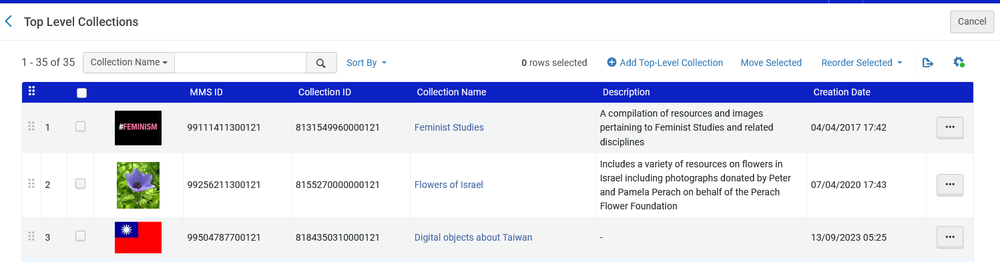 Top Level Collections
Cancel
1 - 35 of 35
Collection Name
Sort By
0 rows selected
Add Top-Level Collection
Move Selected
Reorder Selected
MMS ID
Collection ID
Collection Name
Description
Creation Date
1
#FEMINISM
99111411300121
8131549960000121
Feminist Studies
A compilation of resources and images
pertaining to Feminist Studies and related
disciplines
04/04/2017 17:42
2
99256211300121
8155270000000121
Flowers of Israel
Includes a variety of resources on flowers in
Israel including photographs donated by Peter
and Pamela Perach on behalf of the Perach
Flower Foundation
07/04/2020 17:43
3
99504787700121
8184350310000121
Digital objects about Taiwan
-
13/09/2023 05:25